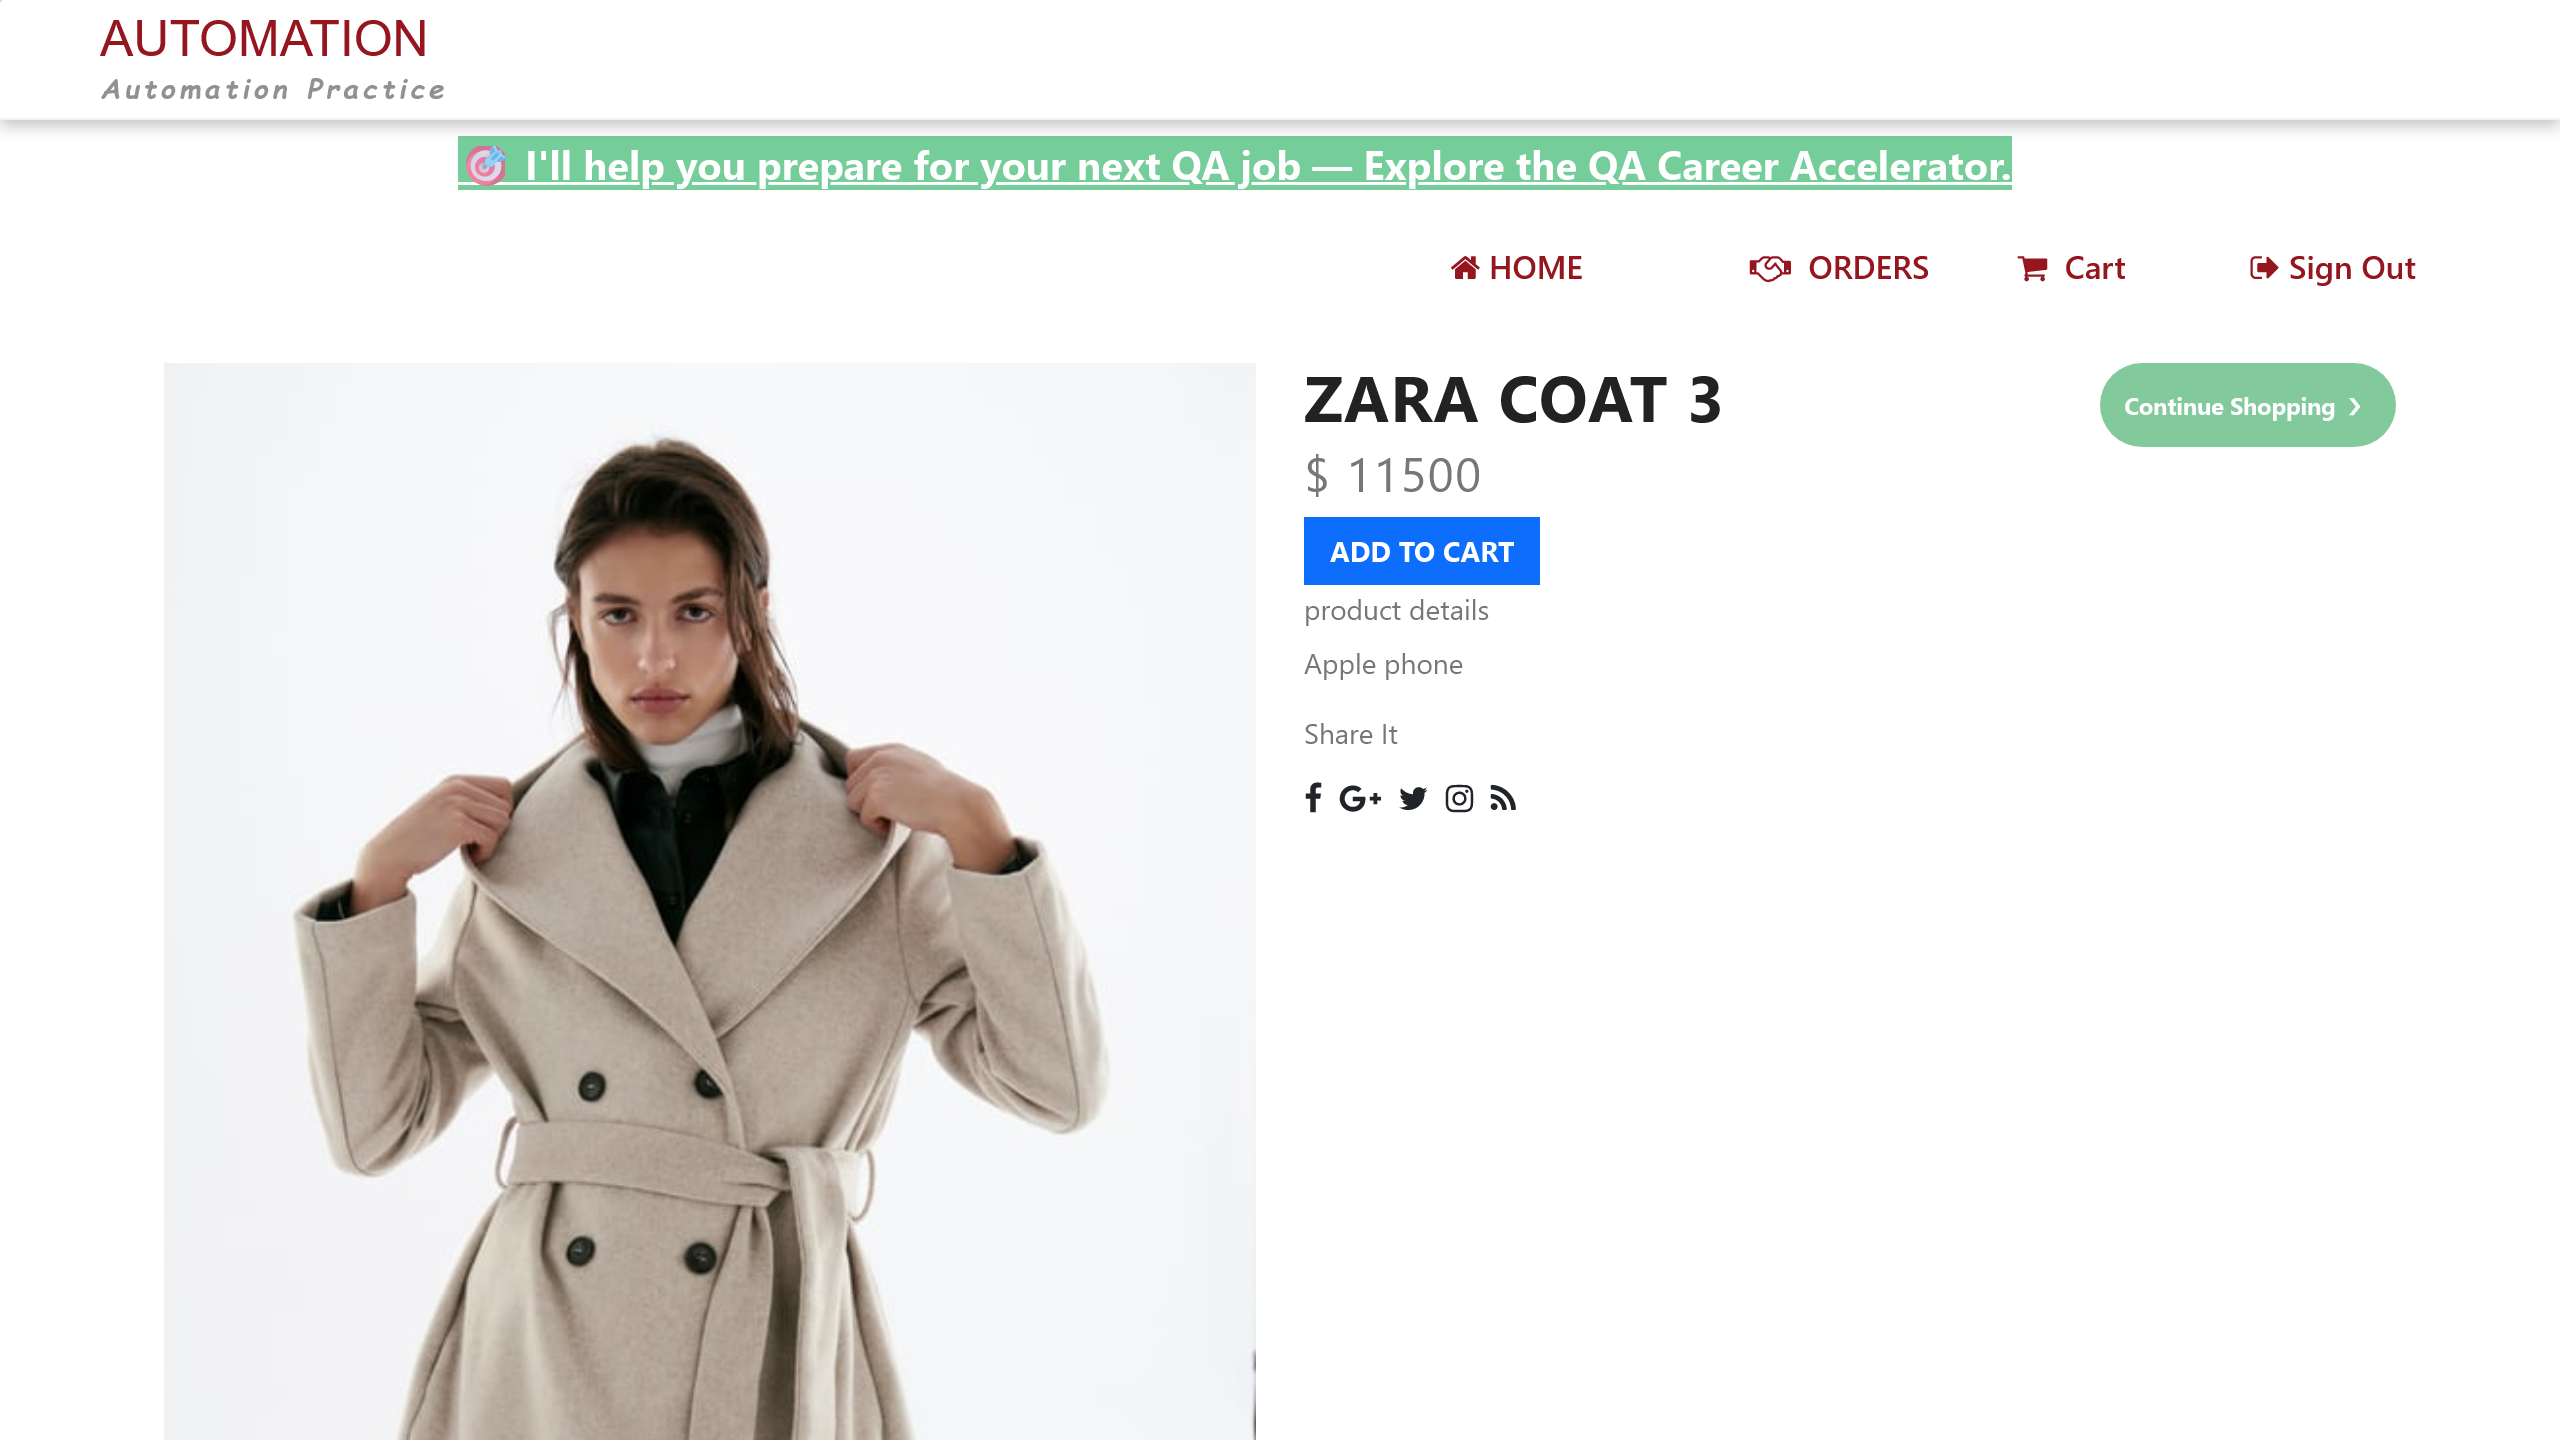 AUTOMATION
Automation Practice
🎯 I'll help you prepare for your next QA job — Explore the QA Career Accelerator.
HOME ORDERS Cart Sign Out
ZARA COAT 3
Continue Shopping ❯
$ 11500
ADD TO CART
product details
Apple phone
Share It